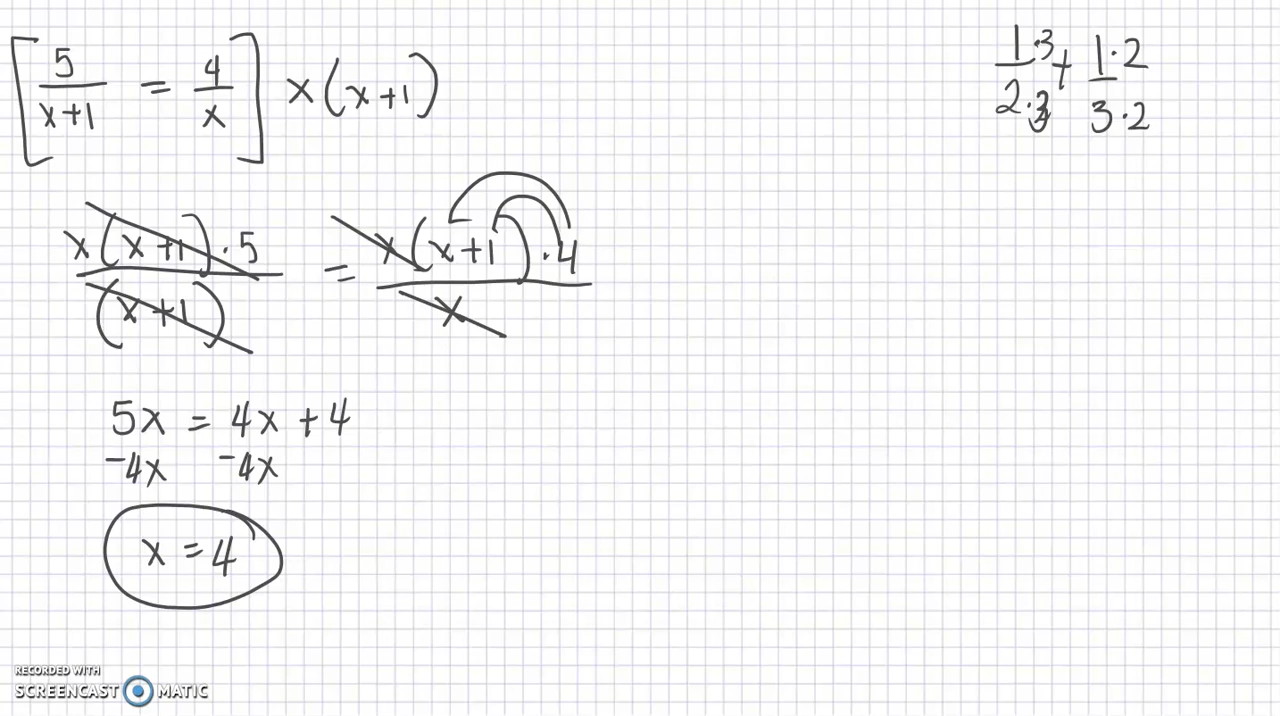 [5/(x+1) = 4/x] x(x+1)
x(x+1)·5/(x+1) = x(x+1)·4/x
5x = 4x + 4
-4x -4x
x = 4
1·3/2·3 + 1·2/3·2
RECORDED WITH
SCREENCAST MATIC